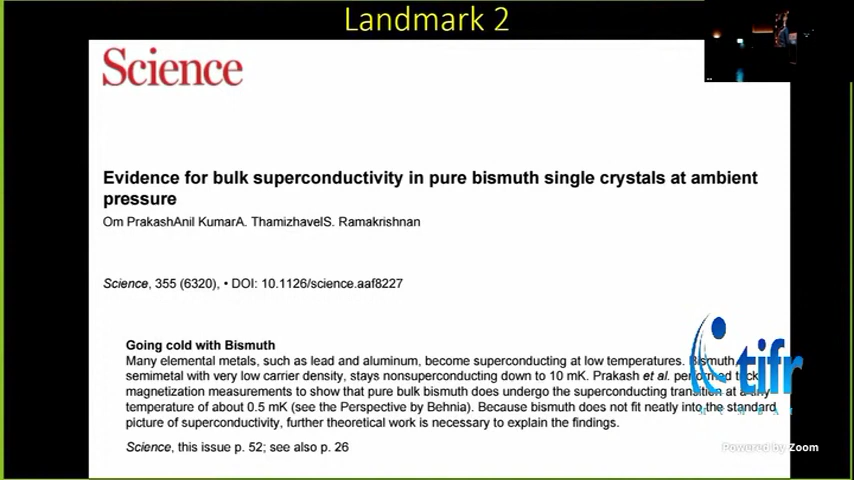 Landmark 2
Science
Evidence for bulk superconductivity in pure bismuth single crystals at ambient
pressure
Om PrakashAnil KumarA. ThamizhavelS. Ramakrishnan
Science, 355 (6320), • DOI: 10.1126/science.aaf8227
Going cold with Bismuth
Many elemental metals, such as lead and aluminum, become superconducting at low temperatures. Bismuth
semimetal with very low carrier density, stays nonsuperconducting down to 10 mK. Prakash et al.
magnetization measurements to show that pure bulk bismuth does undergo the superconducting transition at a
temperature of about 0.5 mK (see the Perspective by Behnia). Because bismuth does not fit neatly into the standard
picture of superconductivity, further theoretical work is necessary to explain the findings.
Science, this issue p. 52; see also p. 26
tifr
MUMBAI
Powered by Zoom